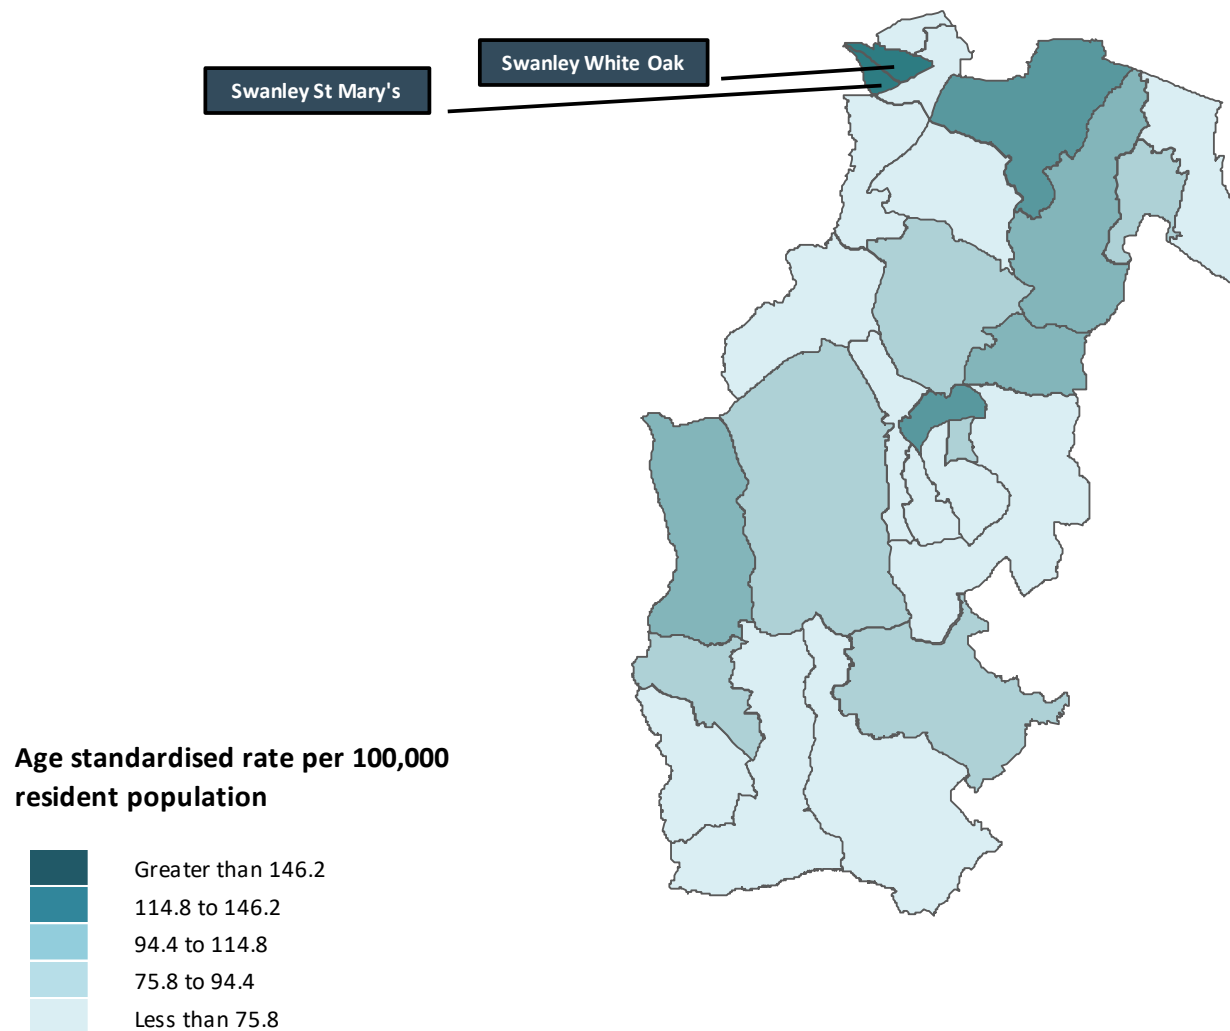 Swanley White Oak
Swanley St Mary's
Age standardised rate per 100,000
resident population
Greater than 146.2
114.8 to 146.2
94.4 to 114.8
75.8 to 94.4
Less than 75.8